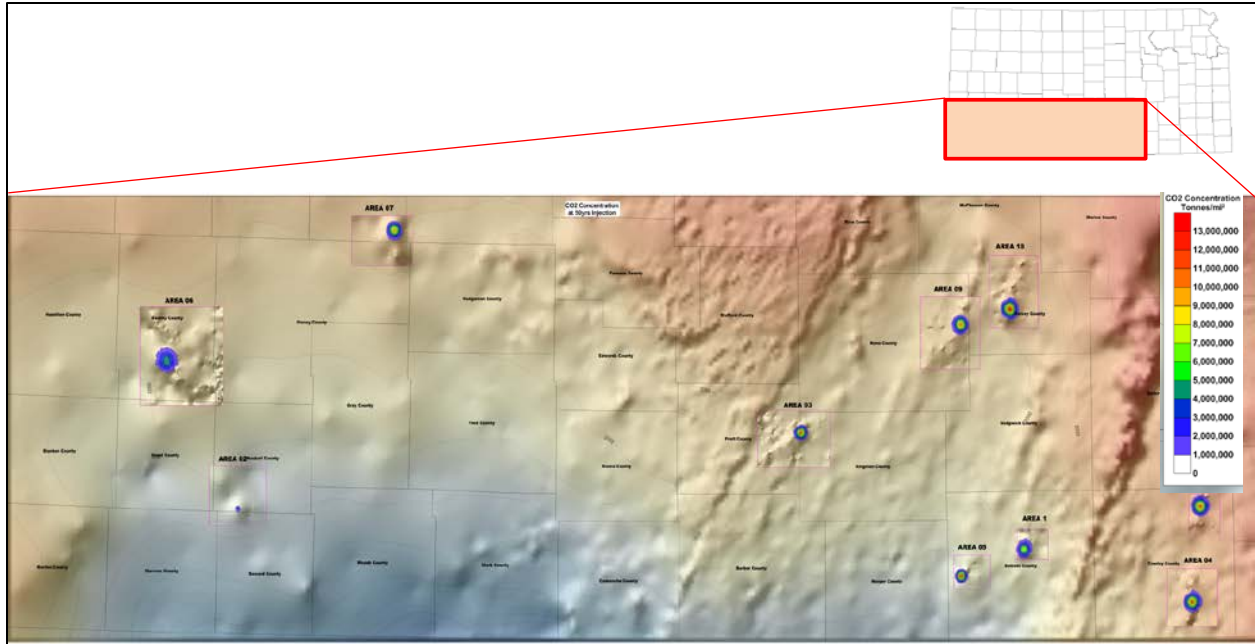 CO2 Concentration
at 50yrs Injection
CO2 Concentration
Tonnes/mi²
13,000,000
12,000,000
11,000,000
10,000,000
9,000,000
8,000,000
7,000,000
6,000,000
5,000,000
4,000,000
3,000,000
2,000,000
1,000,000
0
AREA 07
AREA 10
AREA 09
AREA 06
AREA 03
AREA 02
AREA 1
AREA 05
AREA 04
McPherson County
Marion County
Rice County
Hamilton County
Kearny County
Finney County
Hodgeman County
Pawnee County
Stafford County
Reno County
Edwards County
Gray County
Ford County
Pratt County
Kingman County
Sedgwick County
Stanton County
Grant County
Haskell County
Kiowa County
Morton County
Stevens County
Seward County
Meade County
Clark County
Comanche County
Barber County
Harper County
Sumner County
Cowley County